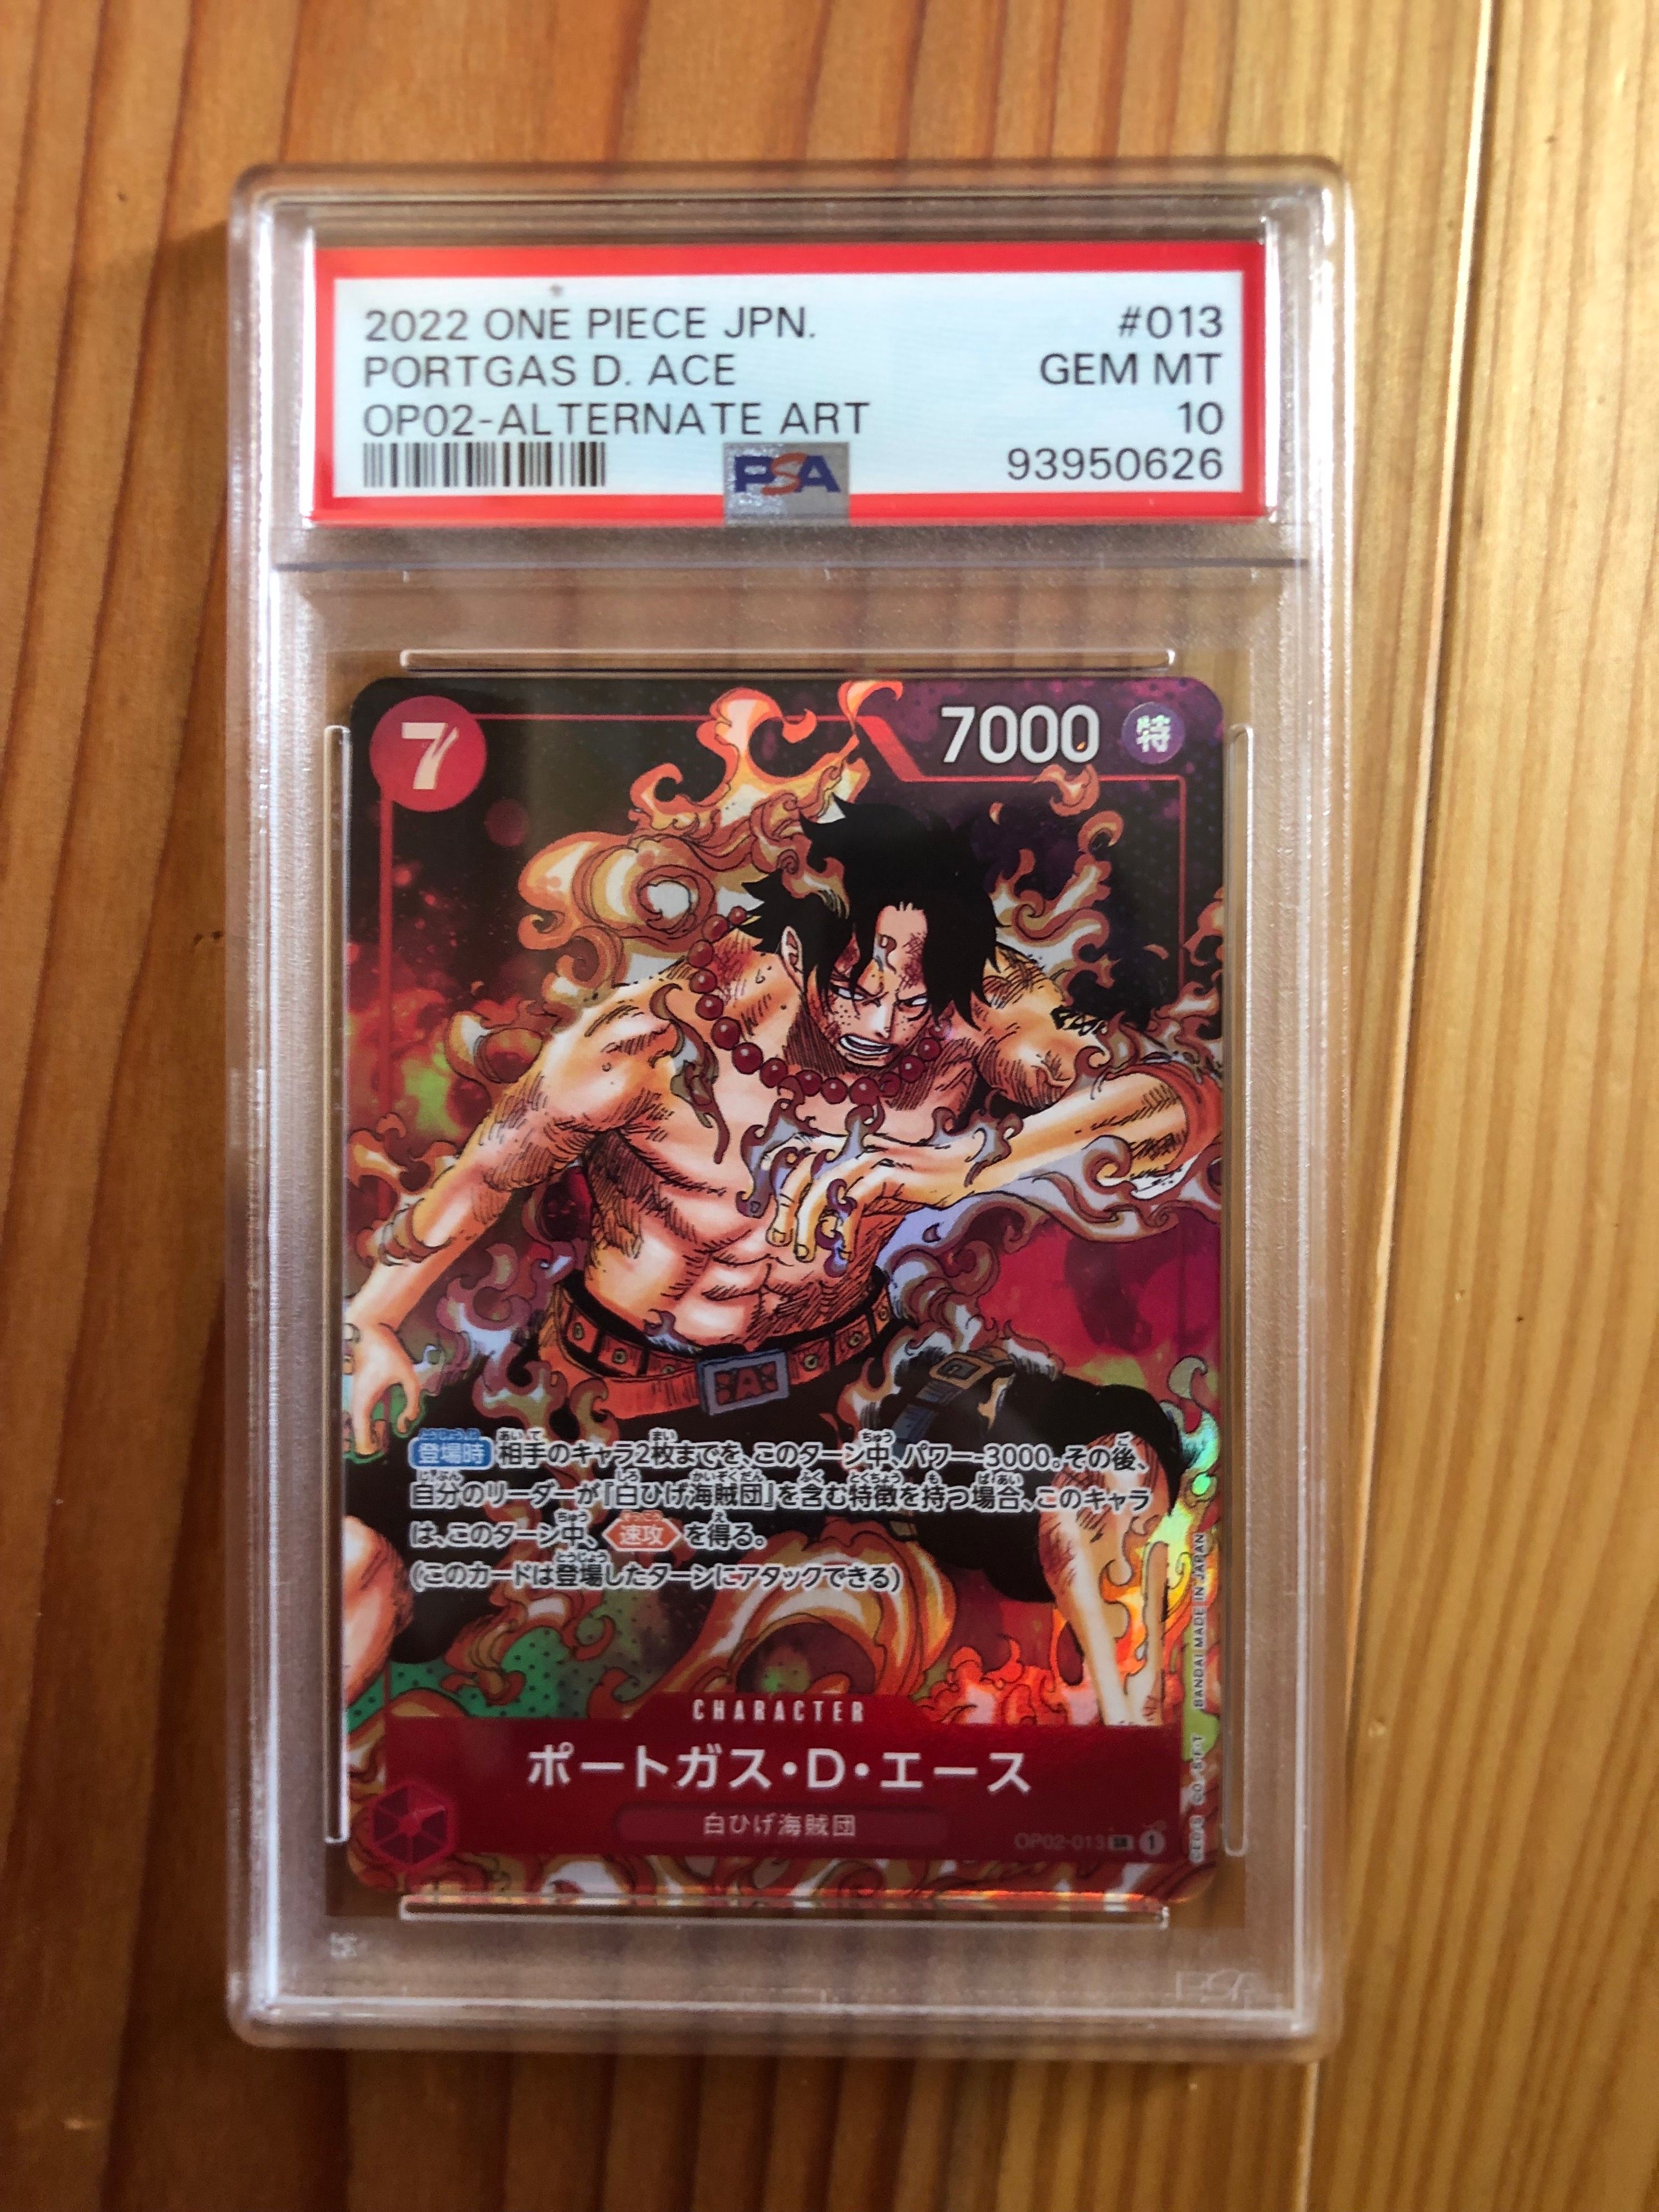 2022 ONE PIECE JPN. #013
PORTGAS D. ACE GEM MT
OP02-ALTERNATE ART 10
PSA 93950626
7 7000 特
A
登場時 相手のキャラ2枚までを、このターン中、パワー-3000。その後、
自分のリーダーが『白ひげ海賊団』を含む特徴を持つ場合、このキャラ
は、このターン中、速攻を得る。
(このカードは登場したターンにアタックできる)
CHARACTER
ポートガス・D・エース
白ひげ海賊団
OP02-013 SR 1
BANDAI MADE IN JAPAN
PSA